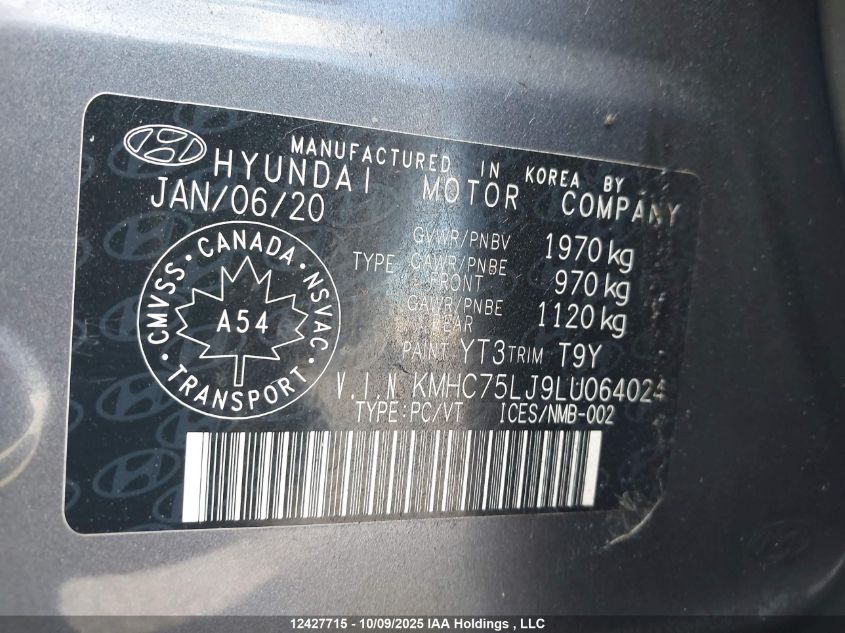 MANUFACTURED IN KOREA BY
HYUNDAI MOTOR COMPANY
JAN/06/20
GVWR/PNBV 1970 kg
TYPE GAWR/PNBE FRONT 970 kg
GAWR/PNBE REAR 1120 kg
CMVSS • CANADA • NSVAC • TRANSPORT •
A54
PAINT YT3 TRIM T9Y
V.I.N KMHC75LJ9LU064024
TYPE:PC/VT ICES/NMB-002
12427715 - 10/09/2025 IAA Holdings , LLC